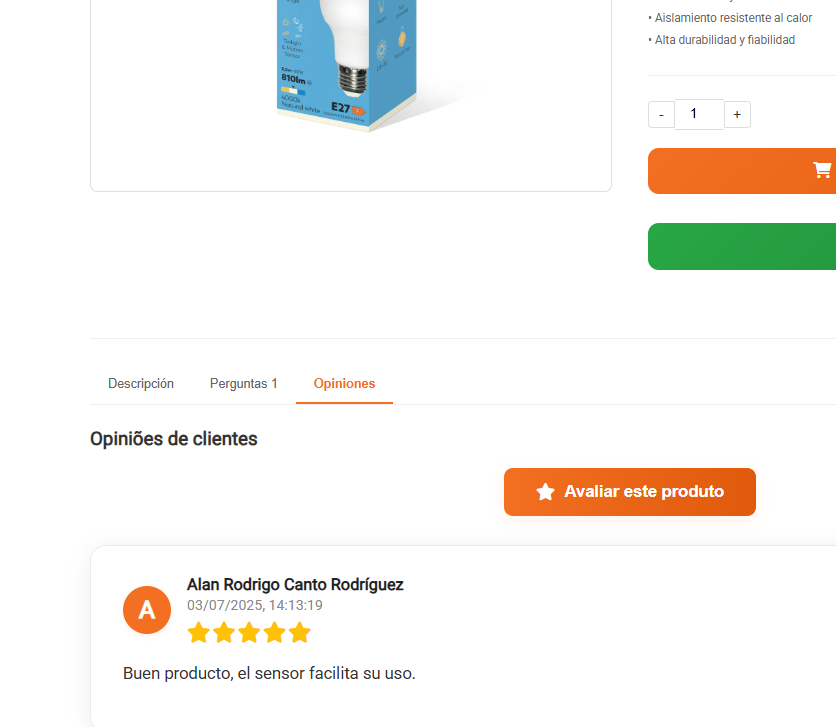 Twilight
& Motion
Sensor
810lm
4000k
Natural white
E27
• Aislamiento resistente al calor
• Alta durabilidad y fiabilidad
- 1 +
Descripción Perguntas 1 Opiniones
Opiniões de clientes
Avaliar este produto
A
Alan Rodrigo Canto Rodríguez
03/07/2025, 14:13:19
Buen producto, el sensor facilita su uso.